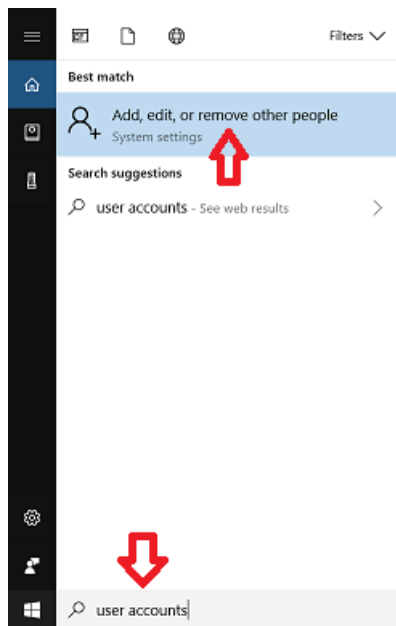 Filters
Best match
Add, edit, or remove other people
System settings
Search suggestions
user accounts - See web results
user accounts